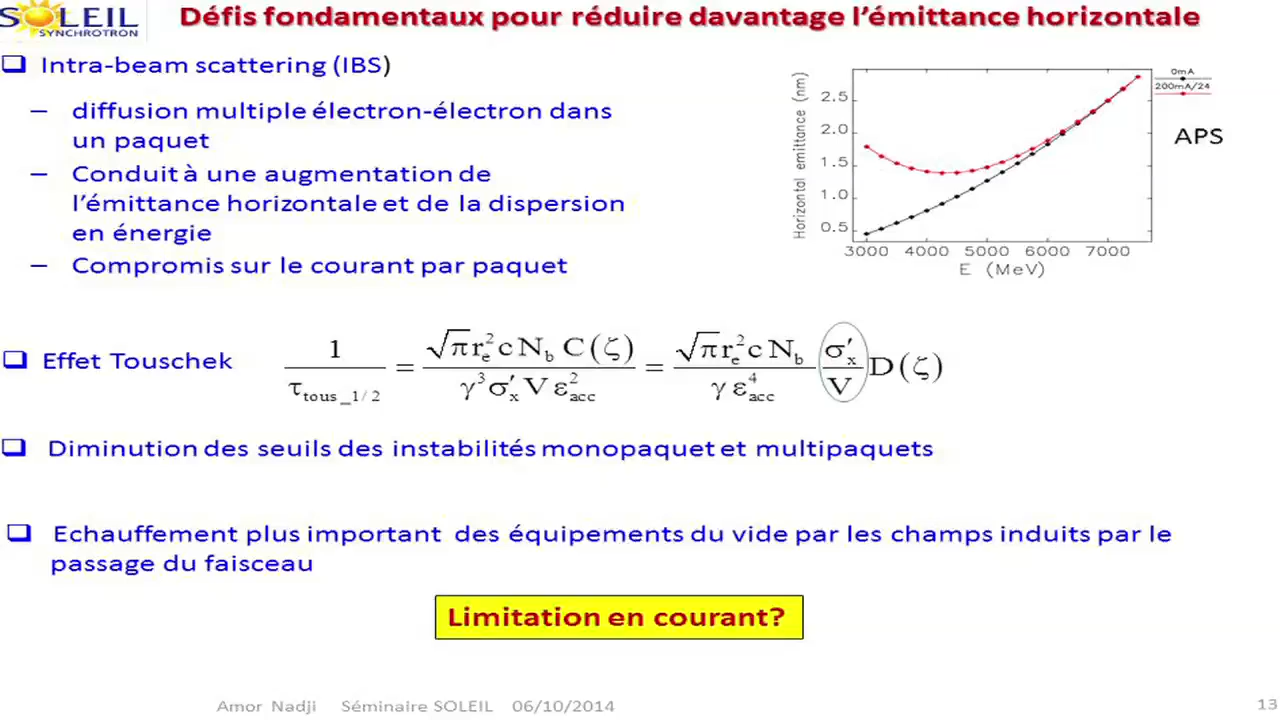 SOLEIL
SYNCHROTRON
Défis fondamentaux pour réduire davantage l’émittance horizontale
❑ Intra-beam scattering (IBS)
– diffusion multiple électron-électron dans
un paquet
– Conduit à une augmentation de
l’émittance horizontale et de la dispersion
en énergie
– Compromis sur le courant par paquet
Horizontal emittance (nm)
2.5
2.0
1.5
1.0
0.5
3000 4000 5000 6000 7000
E (MeV)
0mA
200mA/24
APS
❑ Effet Touschek
1/τ_tous_1/2 = √π r_e² c N_b C(ζ) / γ³ σ′_x V ε_acc² = √π r_e² c N_b / γ ε_acc⁴ σ′_x / V D(ζ)
❑ Diminution des seuils des instabilités monopaquet et multipaquets
❑ Echauffement plus important des équipements du vide par les champs induits par le
passage du faisceau
Limitation en courant?
Amor Nadji Séminaire SOLEIL 06/10/2014
13